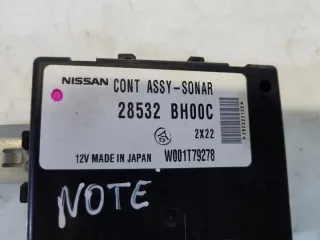 NISSAN CONT ASSY-SONAR
28532 BH00C
2X22
12V MADE IN JAPAN W001T79278
NOTE